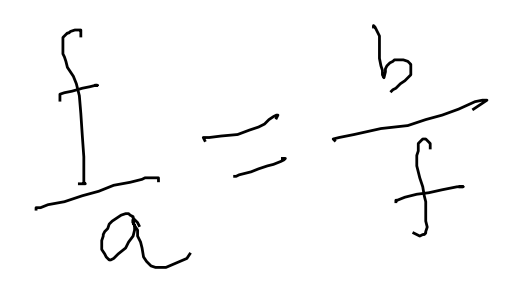 f/a = b/f